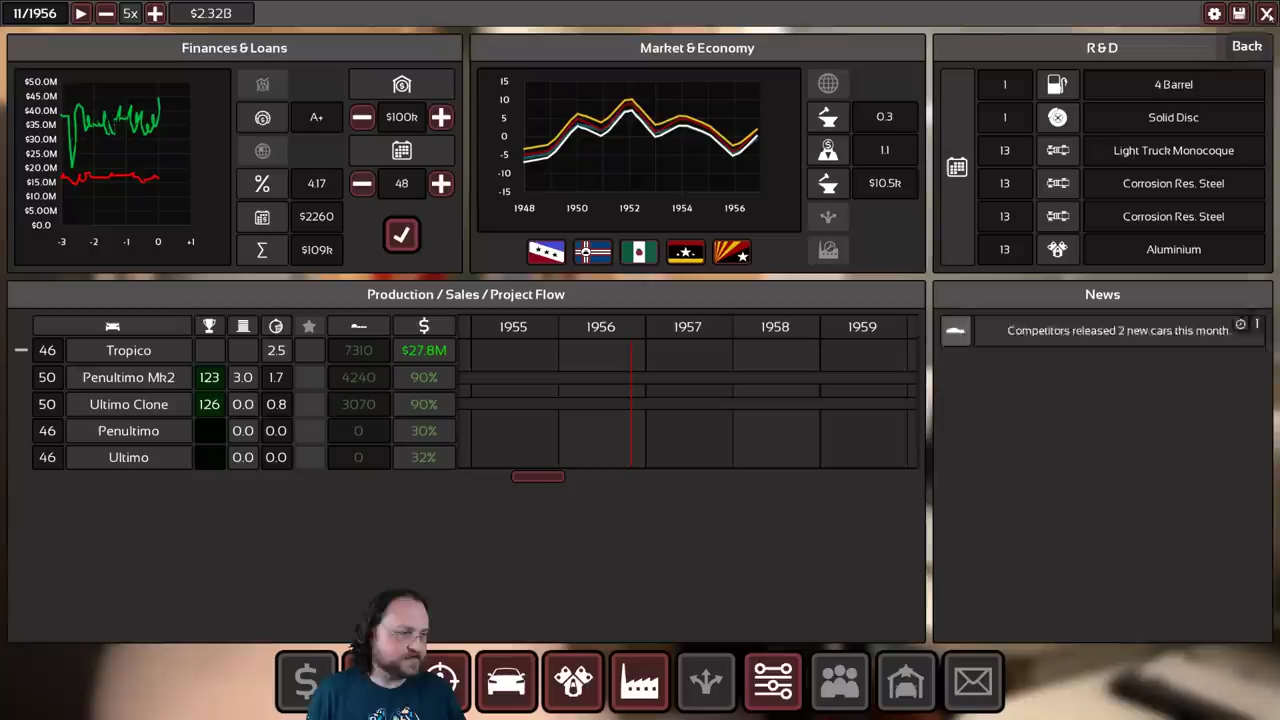 11/1956 5x $2.32B
Back
Finances & Loans
$50.0M
$45.0M
$40.0M
$35.0M
$30.0M
$25.0M
$20.0M
$15.0M
$10.0M
$5.00M
$0.0
-3 -2 -1 0 +1
A+ $100k
% 4.17 48
$2260
Σ $109k
Market & Economy
15
10
5
0
-5
-10
-15
1948 1950 1952 1954 1956
0.3
1.1
$10.5k
R & D
1 4 Barrel
1 Solid Disc
13 Light Truck Monocoque
13 Corrosion Res. Steel
13 Corrosion Res. Steel
13 Aluminium
Production / Sales / Project Flow
$ 1955 1956 1957 1958 1959
46 Tropico 2.5 7310 $27.8M
50 Penultimo Mk2 123 3.0 1.7 4240 90%
50 Ultimo Clone 126 0.0 0.8 3070 90%
46 Penultimo 0.0 0.0 0 30%
46 Ultimo 0.0 0.0 0 32%
News
Competitors released 2 new cars this month. 1
$